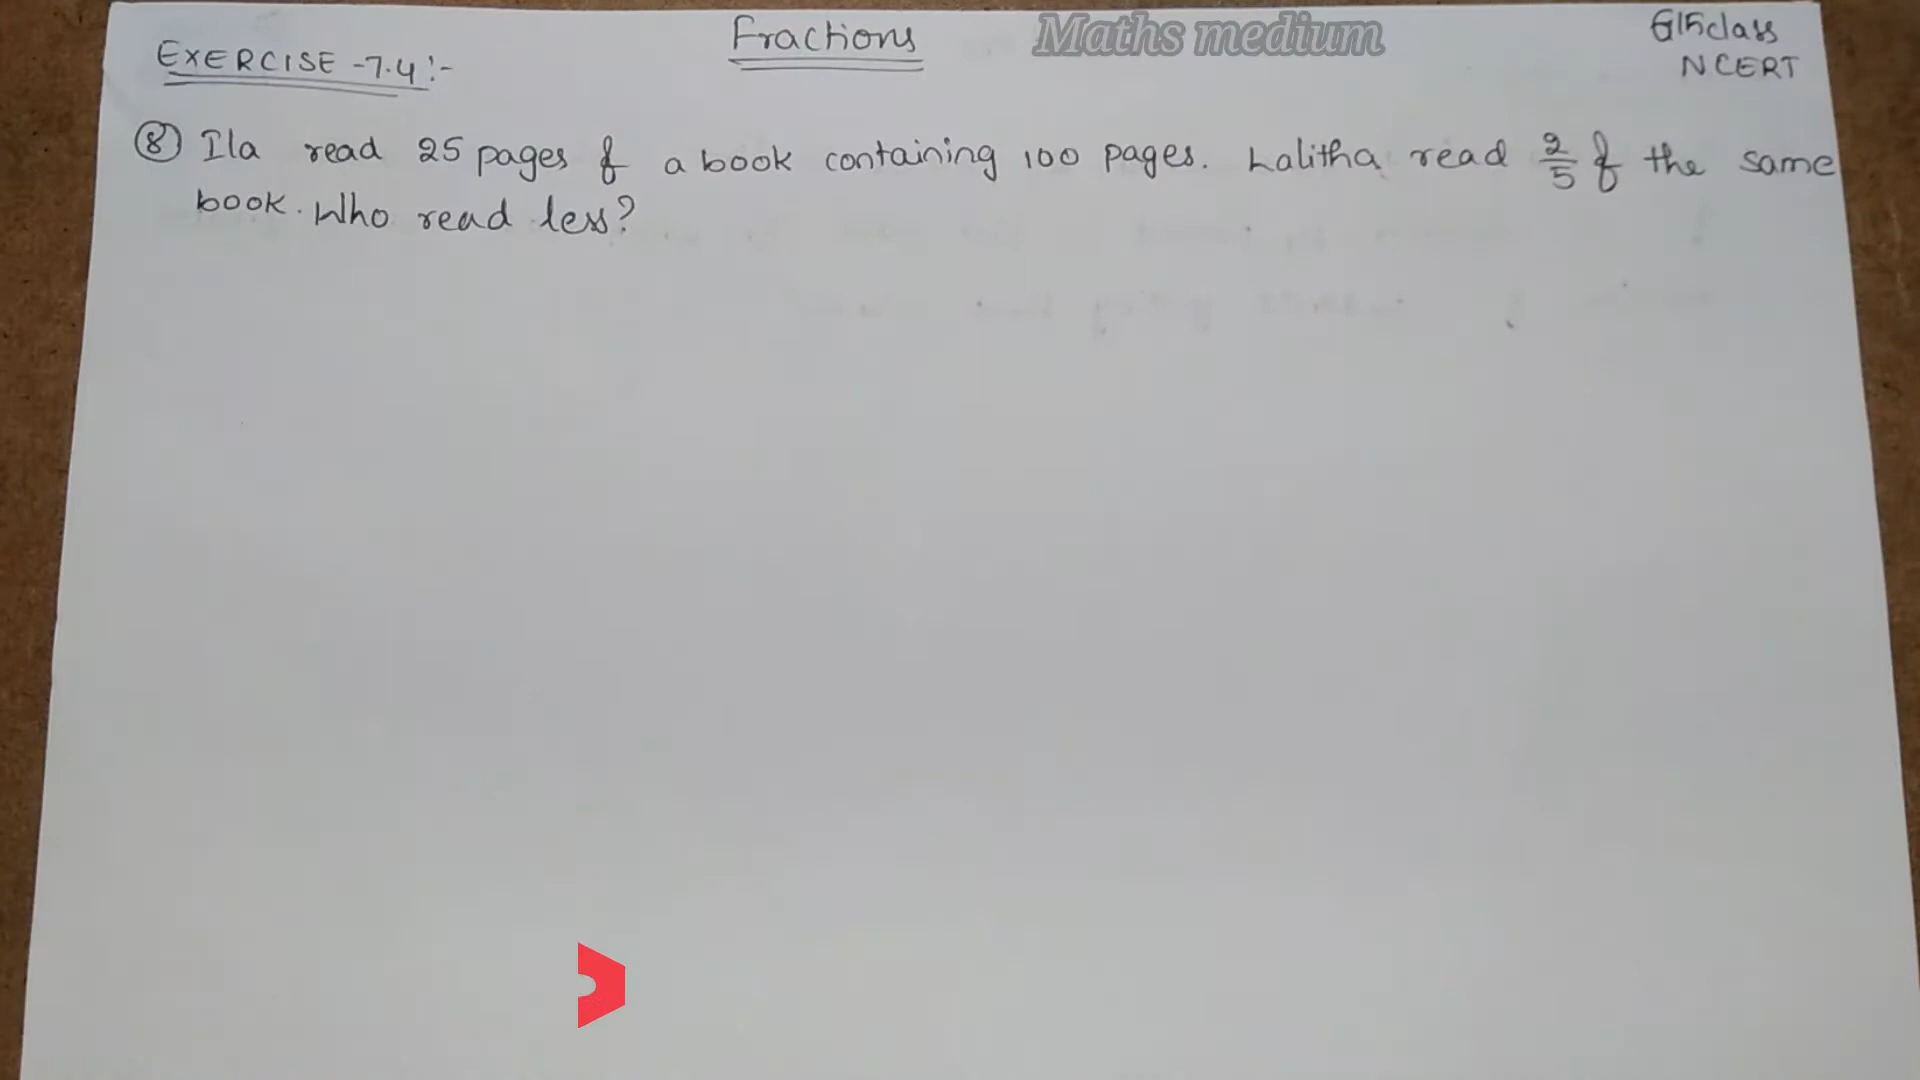 Fractions
Maths medium
6th class
EXERCISE -7.4:-
NCERT
⑧ Ila read 25 pages of a book containing 100 pages. Lalitha read 2/5 of the same
book. Who read less?